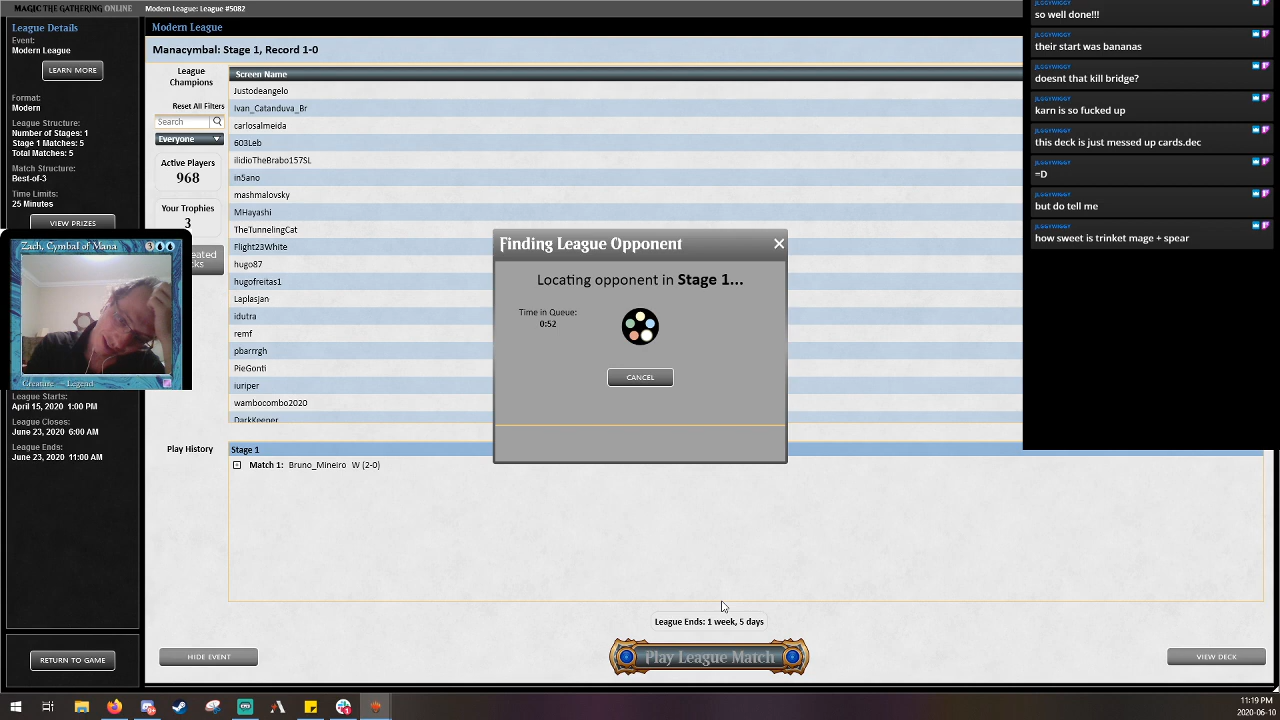 MAGIC THE GATHERING ONLINE
Modern League: League #5082
League Details
Event:
Modern League
LEARN MORE
Format:
Modern
League Structure:
Number of Stages: 1
Stage 1 Matches: 5
Total Matches: 5
Match Structure:
Best-of-3
Time Limits:
25 Minutes
VIEW PRIZES
Zach, Cymbal of Mana 3
Creature — Legend
League Starts:
April 15, 2020 1:00 PM
League Closes:
June 23, 2020 6:00 AM
League Ends:
June 23, 2020 11:00 AM
RETURN TO GAME
Modern League
Manacymbal: Stage 1, Record 1-0
League
Champions
Reset All Filters
Search
Everyone
Active Players
968
Your Trophies
3
Screen Name
Justodeangelo
Ivan_Catanduva_Br
carlosalmeida
603Leb
ilidioTheBrabo157SL
in5ano
mashmalovsky
MHayashi
TheTunnelingCat
Flight23White
hugo87
hugofreitas1
Laplasjan
idutra
remf
pbarrrgh
PieGonti
iuriper
wambocombo2020
DarkKeeper
Finding League Opponent
Locating opponent in Stage 1...
Time in Queue:
0:52
CANCEL
Play History
Stage 1
Match 1: Bruno_Mineiro W (2-0)
League Ends: 1 week, 5 days
HIDE EVENT
Play League Match
VIEW DECK
so well done!!!
JLGGYWIGGY
their start was bananas
JLGGYWIGGY
doesnt that kill bridge?
JLGGYWIGGY
karn is so fucked up
JLGGYWIGGY
this deck is just messed up cards.dec
JLGGYWIGGY
=D
JLGGYWIGGY
but do tell me
JLGGYWIGGY
how sweet is trinket mage + spear
11:19 PM
2020-06-10